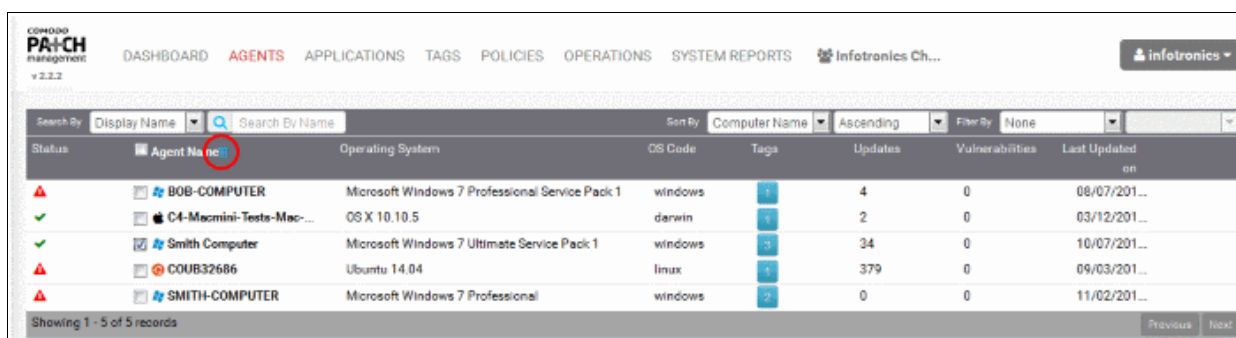 COMODO
PATCH
management
v 2.2.2
DASHBOARD AGENTS APPLICATIONS TAGS POLICIES OPERATIONS SYSTEM REPORTS Infotronics Ch... infotronics
Search By Display Name Search By Name Sort By Computer Name Ascending Filter By None
Status Agent Name Operating System OS Code Tags Updates Vulnerabilities Last Updated
on
BOB-COMPUTER Microsoft Windows 7 Professional Service Pack 1 windows 1 4 0 08/07/201...
C4-Macmini-Tests-Mac-... OS X 10.10.5 darwin 1 2 0 03/12/201...
Smith Computer Microsoft Windows 7 Ultimate Service Pack 1 windows 3 34 0 10/07/201...
COUB32686 Ubuntu 14.04 linux 1 379 0 09/03/201...
SMITH-COMPUTER Microsoft Windows 7 Professional windows 2 0 0 11/02/201...
Showing 1 - 5 of 5 records Previous Next